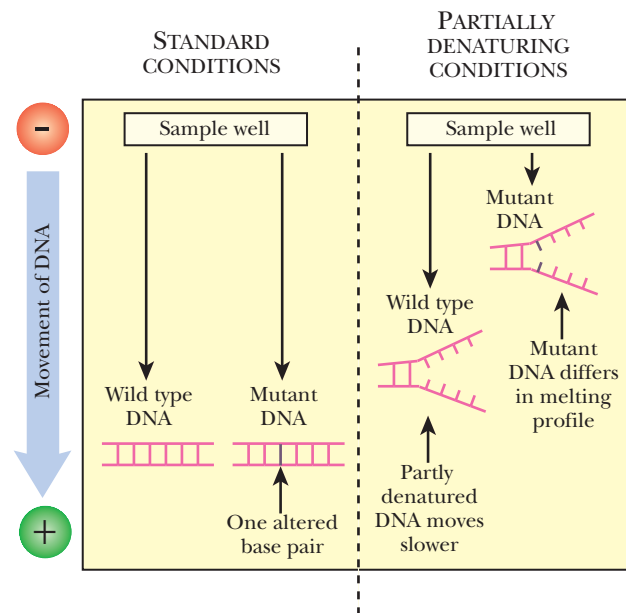 STANDARD
CONDITIONS
PARTIALLY
DENATURING
CONDITIONS
-
Movement of DNA
+
Sample well
Wild type
DNA
Mutant
DNA
One altered
base pair
Sample well
Mutant
DNA
Wild type
DNA
Mutant
DNA differs
in melting
profile
Partly
denatured
DNA moves
slower